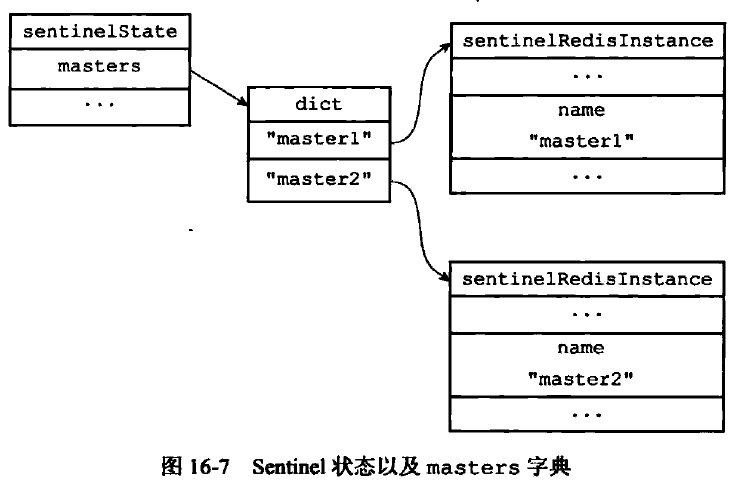 sentinelState
masters
...
dict
"master1"
"master2"
sentinelRedisInstance
...
name
"master1"
...
sentinelRedisInstance
...
name
"master2"
...
图 16-7 Sentinel 状态以及 masters 字典